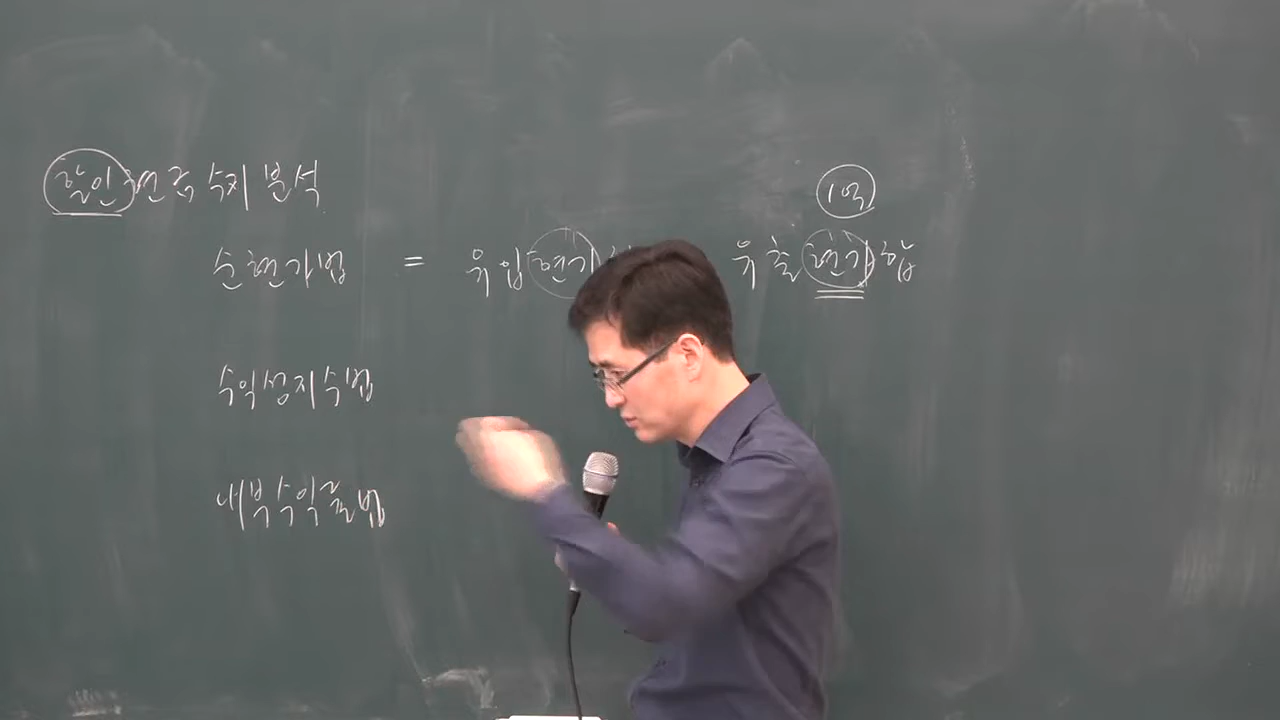 할인현금수지분석
1억
순현가법 = 유입현가 유출현가합
수익성지수법
내부수익률법